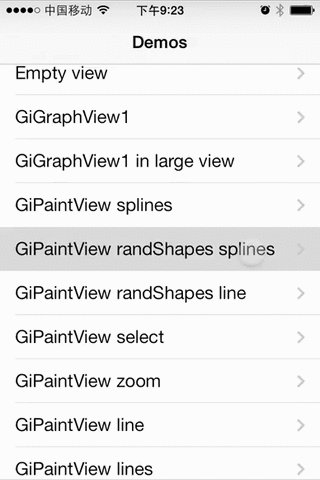 中国移动 下午9:23
Demos
Empty view
GiGraphView1
GiGraphView1 in large view
GiPaintView splines
GiPaintView randShapes splines
GiPaintView randShapes line
GiPaintView select
GiPaintView zoom
GiPaintView line
GiPaintView lines